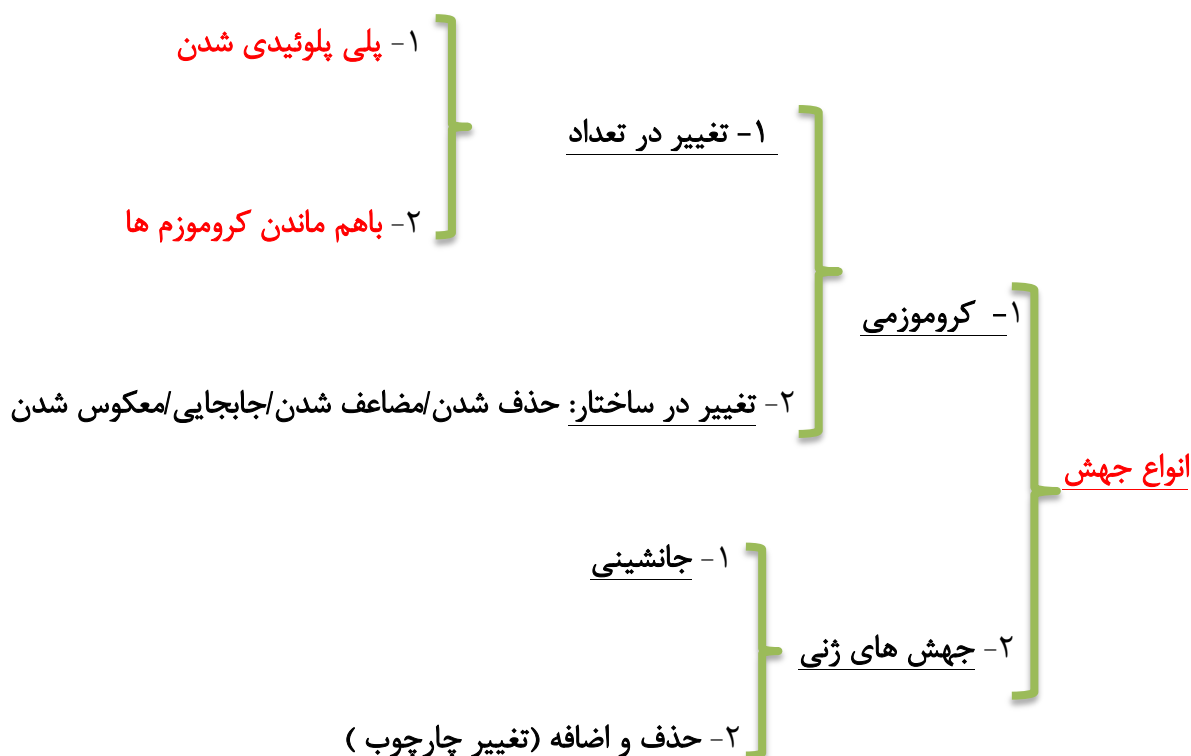 ۱- پلی پلوئیدی شدن
۱- تغییر در تعداد
۲- باهم ماندن کروموزم ها
۱- کروموزمی
۲- تغییر در ساختار: حذف شدن/مضاعف شدن/جابجایی/معکوس شدن
انواع جهش
۱- جانشینی
۲- جهش های ژنی
۲- حذف و اضافه (تغییر چارچوب )